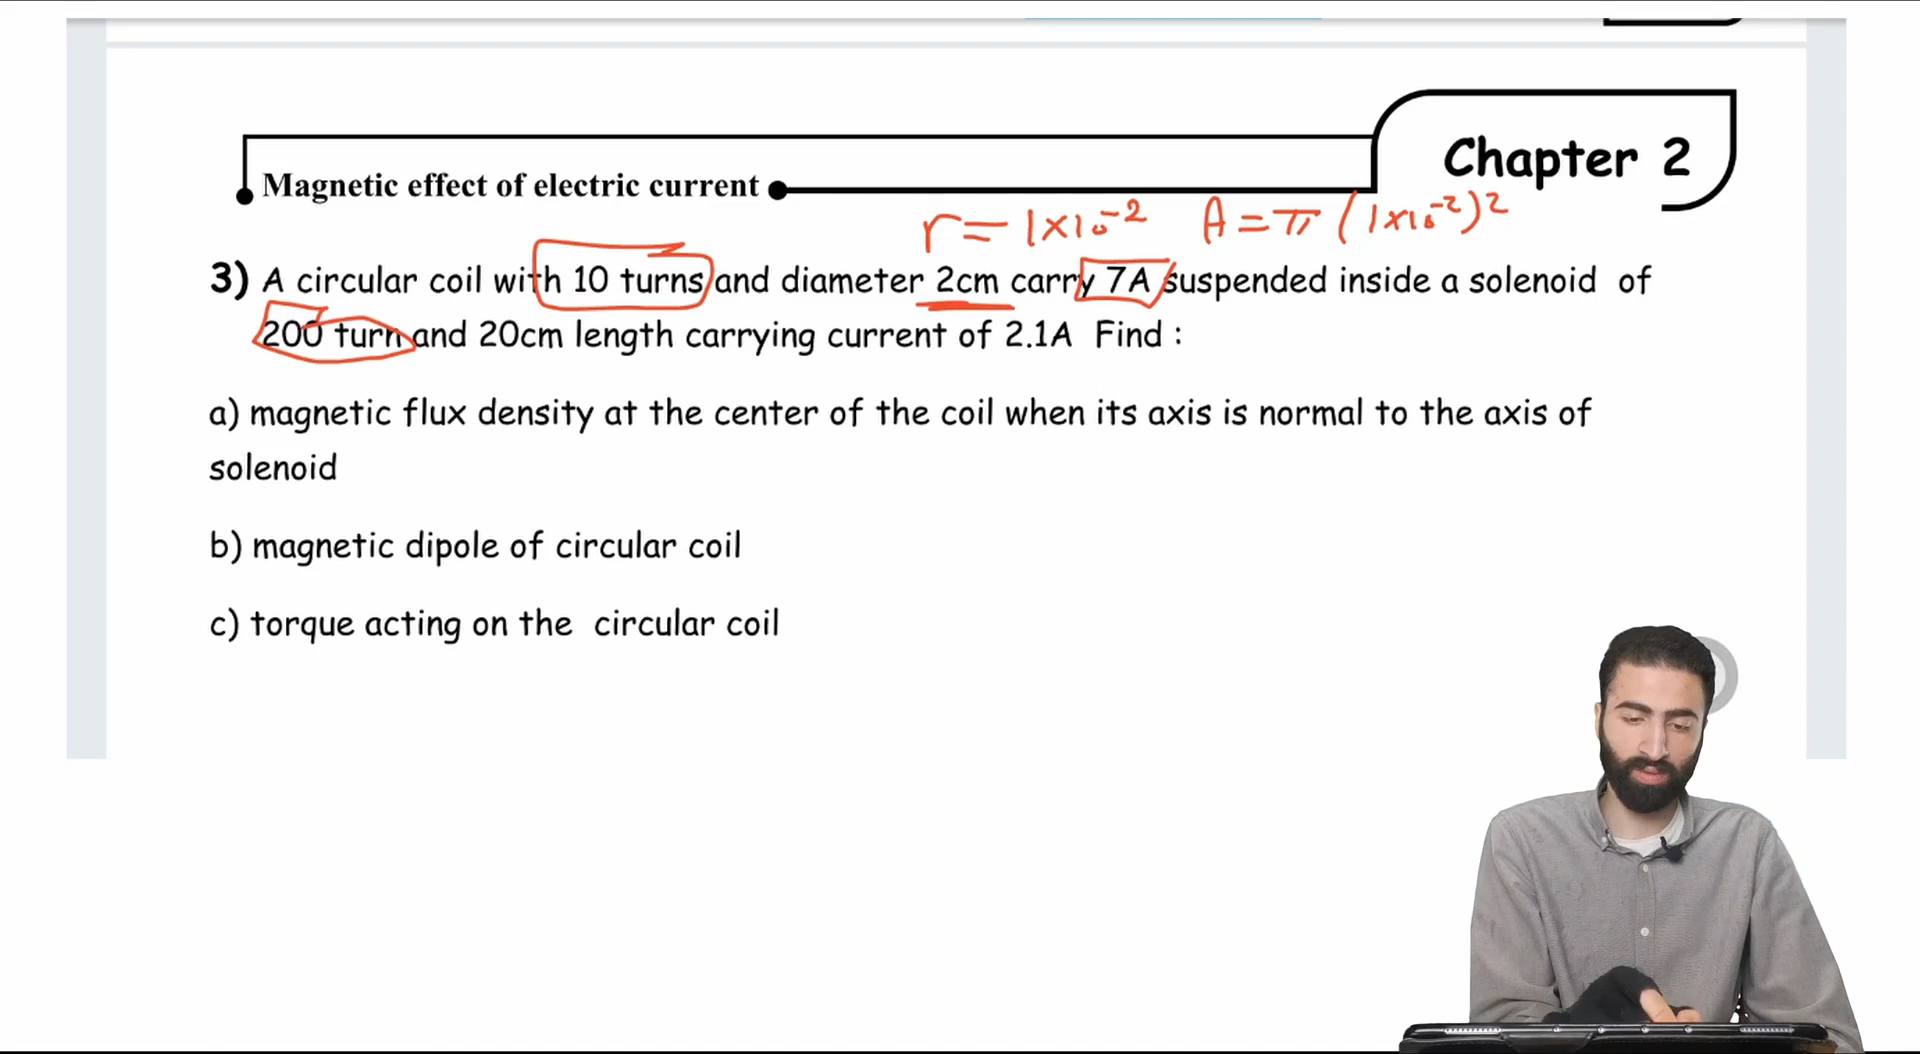 Chapter 2
Magnetic effect of electric current
r = 1×10⁻² A = π (1×10⁻²)²
3) A circular coil with 10 turns and diameter 2cm carry 7A suspended inside a solenoid of
200 turn and 20cm length carrying current of 2.1A Find :
a) magnetic flux density at the center of the coil when its axis is normal to the axis of
solenoid
b) magnetic dipole of circular coil
c) torque acting on the circular coil